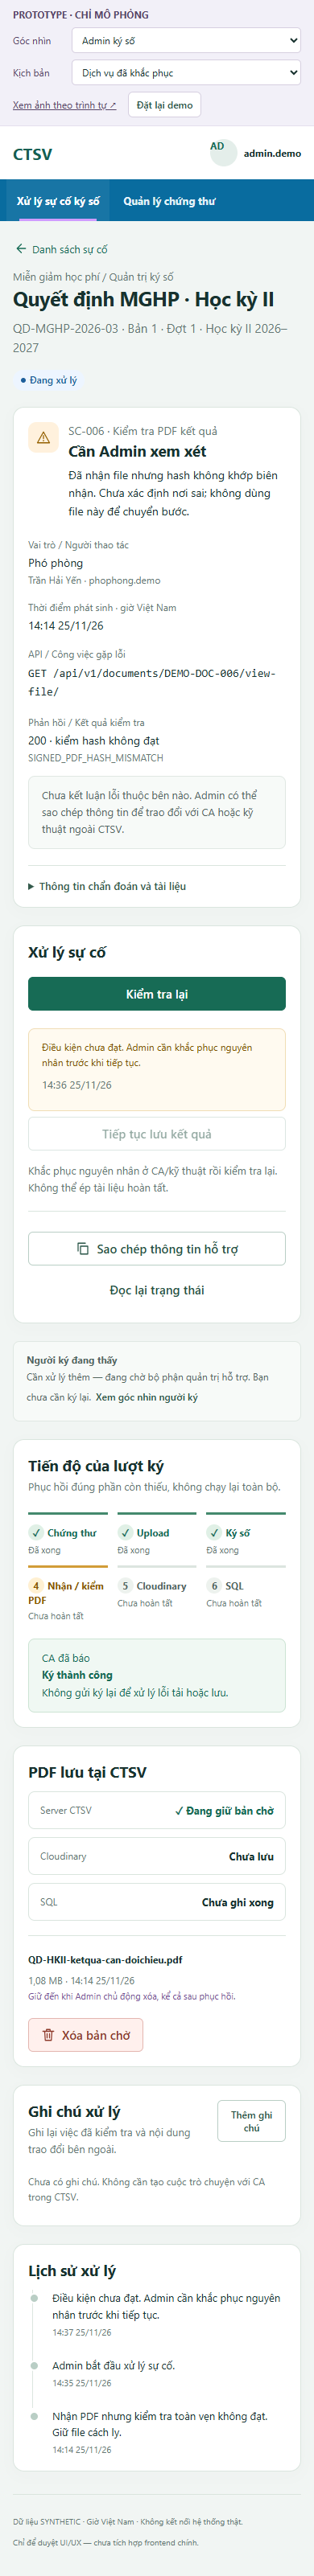 PROTOTYPE · CHỈ MÔ PHỎNG
Góc nhìn
Admin ký số
Kịch bản
Dịch vụ đã khắc phục
Xem ảnh theo trình tự ↗
Đặt lại demo
CTSV
AD
admin.demo
Xử lý sự cố ký số
Quản lý chứng thư
← Danh sách sự cố
Miễn giảm học phí / Quản trị ký số
Quyết định MGHP · Học kỳ II
QD-MGHP-2026-03 · Bản 1 · Đợt 1 · Học kỳ II 2026–
2027
Đang xử lý
SC-006 · Kiểm tra PDF kết quả
Cần Admin xem xét
Đã nhận file nhưng hash không khớp biên
nhận. Chưa xác định nơi sai; không dùng
file này để chuyển bước.
Vai trò / Người thao tác
Phó phòng
Trần Hải Yến · phophong.demo
Thời điểm phát sinh · giờ Việt Nam
14:14 25/11/26
API / Công việc gặp lỗi
GET /api/v1/documents/DEMO-DOC-006/view-
file/
Phản hồi / Kết quả kiểm tra
200 · kiểm hash không đạt
SIGNED_PDF_HASH_MISMATCH
Chưa kết luận lỗi thuộc bên nào. Admin có thể
sao chép thông tin để trao đổi với CA hoặc kỹ
thuật ngoài CTSV.
▶ Thông tin chẩn đoán và tài liệu
Xử lý sự cố
Kiểm tra lại
Điều kiện chưa đạt. Admin cần khắc phục nguyên
nhân trước khi tiếp tục.
14:36 25/11/26
Tiếp tục lưu kết quả
Khắc phục nguyên nhân ở CA/kỹ thuật rồi kiểm tra lại.
Không thể ép tài liệu hoàn tất.
Sao chép thông tin hỗ trợ
Đọc lại trạng thái
Người ký đang thấy
Cần xử lý thêm — đang chờ bộ phận quản trị hỗ trợ. Bạn
chưa cần ký lại. Xem góc nhìn người ký
Tiến độ của lượt ký
Phục hồi đúng phần còn thiếu, không chạy lại toàn bộ.
✓ Chứng thư
Đã xong
✓ Upload
Đã xong
✓ Ký số
Đã xong
4 Nhận / kiểm
PDF
Chưa hoàn tất
5 Cloudinary
Chưa hoàn tất
6 SQL
Chưa hoàn tất
CA đã báo
Ký thành công
Không gửi ký lại để xử lý lỗi tải hoặc lưu.
PDF lưu tại CTSV
Server CTSV
✓ Đang giữ bản chờ
Cloudinary
Chưa lưu
SQL
Chưa ghi xong
QD-HKII-ketqua-can-doichieu.pdf
1,08 MB · 14:14 25/11/26
Giữ đến khi Admin chủ động xóa, kể cả sau phục hồi.
Xóa bản chờ
Ghi chú xử lý
Ghi lại việc đã kiểm tra và nội dung
trao đổi bên ngoài.
Thêm ghi
chú
Chưa có ghi chú. Không cần tạo cuộc trò chuyện với CA
trong CTSV.
Lịch sử xử lý
Điều kiện chưa đạt. Admin cần khắc phục nguyên
nhân trước khi tiếp tục.
14:37 25/11/26
Admin bắt đầu xử lý sự cố.
14:35 25/11/26
Nhận PDF nhưng kiểm tra toàn vẹn không đạt.
Giữ file cách ly.
14:14 25/11/26
Dữ liệu SYNTHETIC · Giờ Việt Nam · Không kết nối hệ thống thật.
Chỉ để duyệt UI/UX — chưa tích hợp frontend chính.